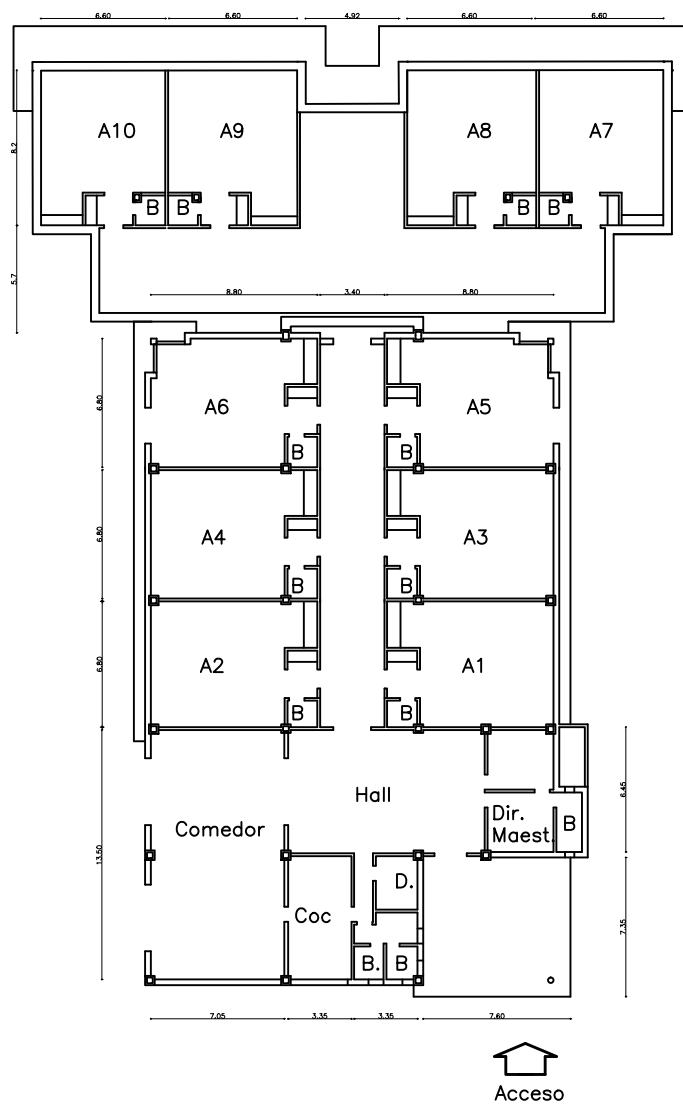 6.60 6.60 4.92 6.60 6.60
8.2
A10 A9 A8 A7
B B B B
5.7
8.80 3.40 8.80
6.80
A6 A5
B B
6.80
A4 A3
B B
6.80
A2 A1
B B
13.50
6.45
Hall
Comedor
Dir.
Maest.
B
D.
Coc
7.35
B. B
7.05 3.35 3.35 7.60
Acceso